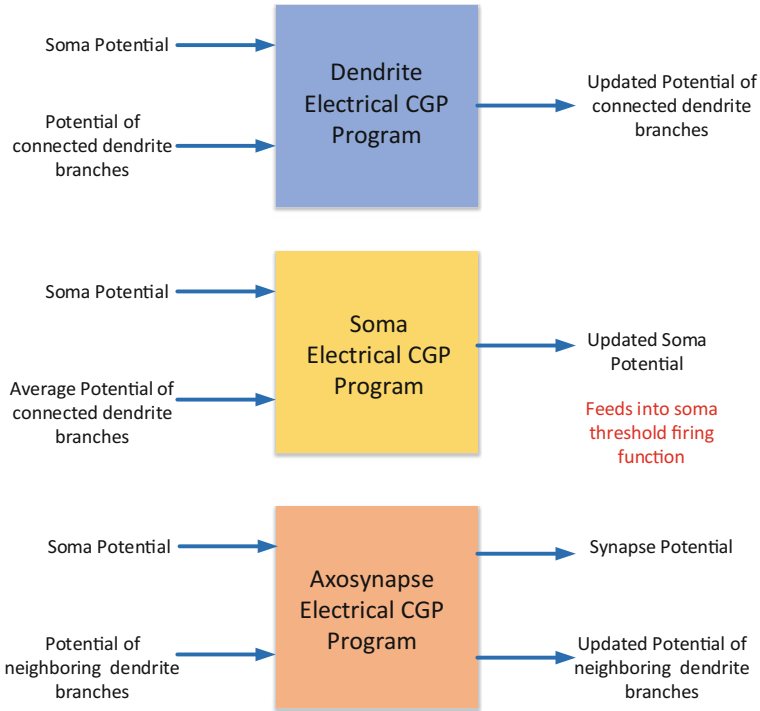 Soma Potential
Potential of
connected dendrite
branches
Dendrite
Electrical CGP
Program
Updated Potential of
connected dendrite
branches
Soma Potential
Average Potential of
connected dendrite
branches
Soma
Electrical CGP
Program
Updated Soma
Potential
Feeds into soma
threshold firing
function
Soma Potential
Potential of
neighboring dendrite
branches
Axosynapse
Electrical CGP
Program
Synapse Potential
Updated Potential of
neighboring dendrite
branches